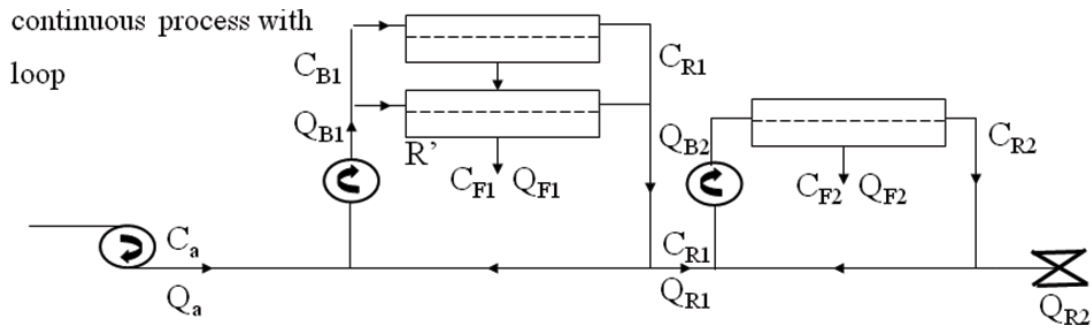 continuous process with
loop
C_B1
C_R1
Q_B1
R’
C_F1 Q_F1
Q_B2
C_R2
C_F2 Q_F2
C_a
C_R1
Q_a
Q_R1
Q_R2